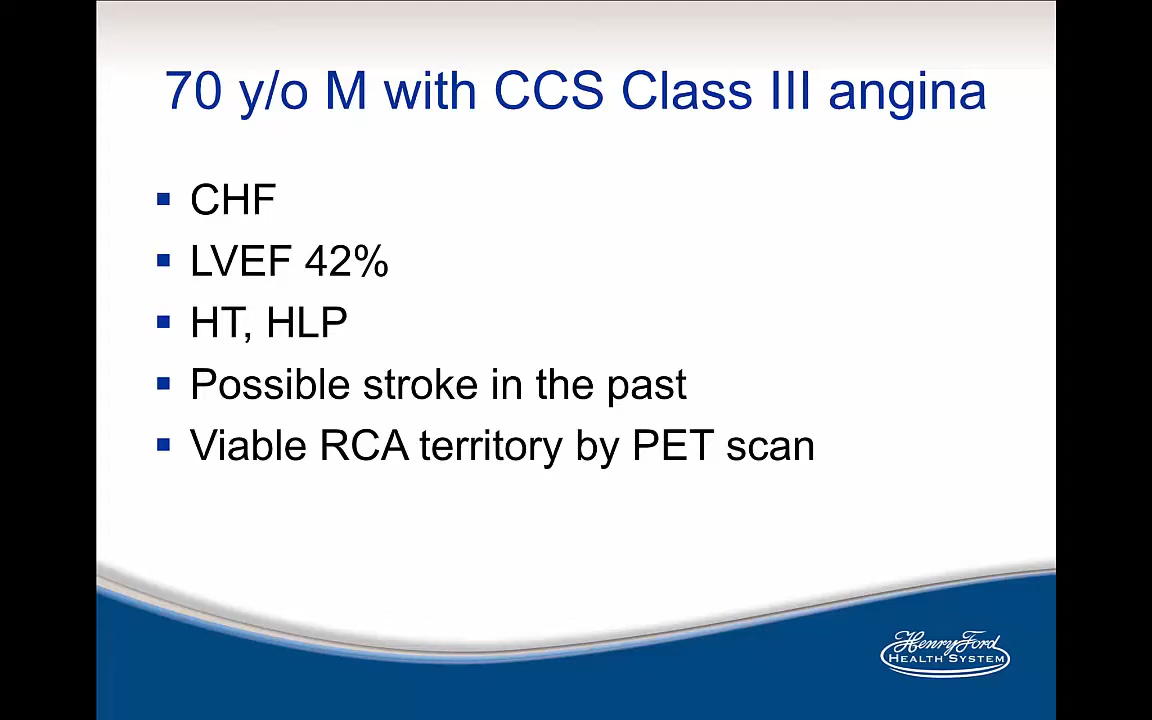 70 y/o M with CCS Class III angina
▪ CHF
▪ LVEF 42%
▪ HT, HLP
▪ Possible stroke in the past
▪ Viable RCA territory by PET scan
Henry Ford
HEALTH SYSTEM